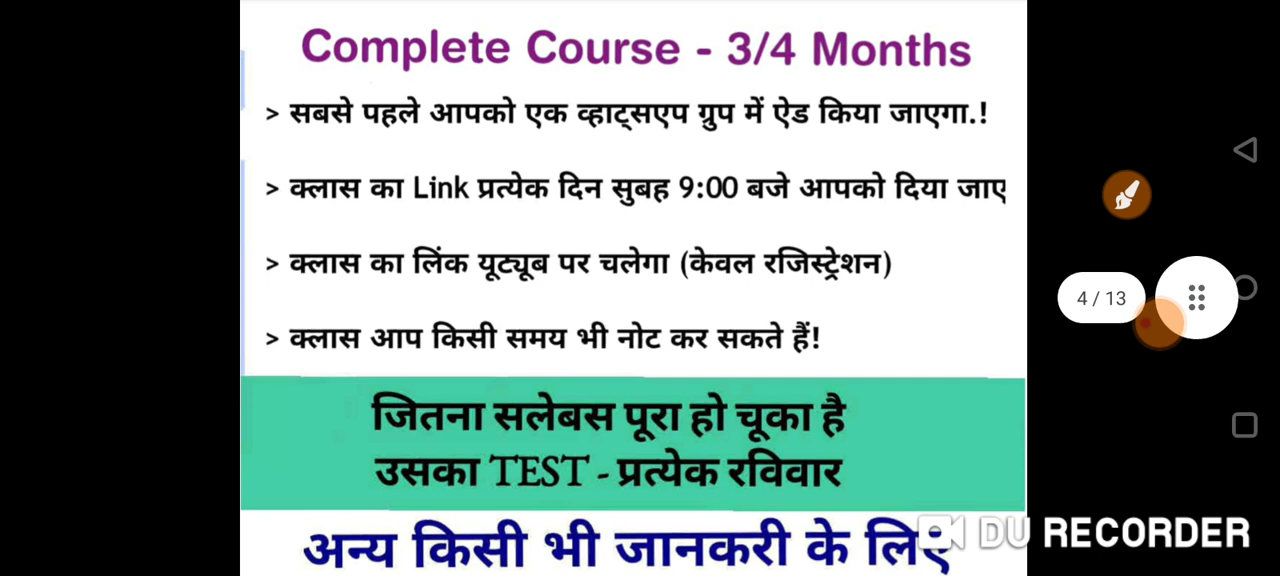 Complete Course - 3/4 Months
> सबसे पहले आपको एक व्हाट्सएप ग्रुप में ऐड किया जाएगा.!
> क्लास का Link प्रत्येक दिन सुबह 9:00 बजे आपको दिया जाए
> क्लास का लिंक यूट्यूब पर चलेगा (केवल रजिस्ट्रेशन)
> क्लास आप किसी समय भी नोट कर सकते हैं!
जितना सलेबस पूरा हो चूका है
उसका TEST - प्रत्येक रविवार
अन्य किसी भी जानकरी के लिए
4 / 13
DU RECORDER